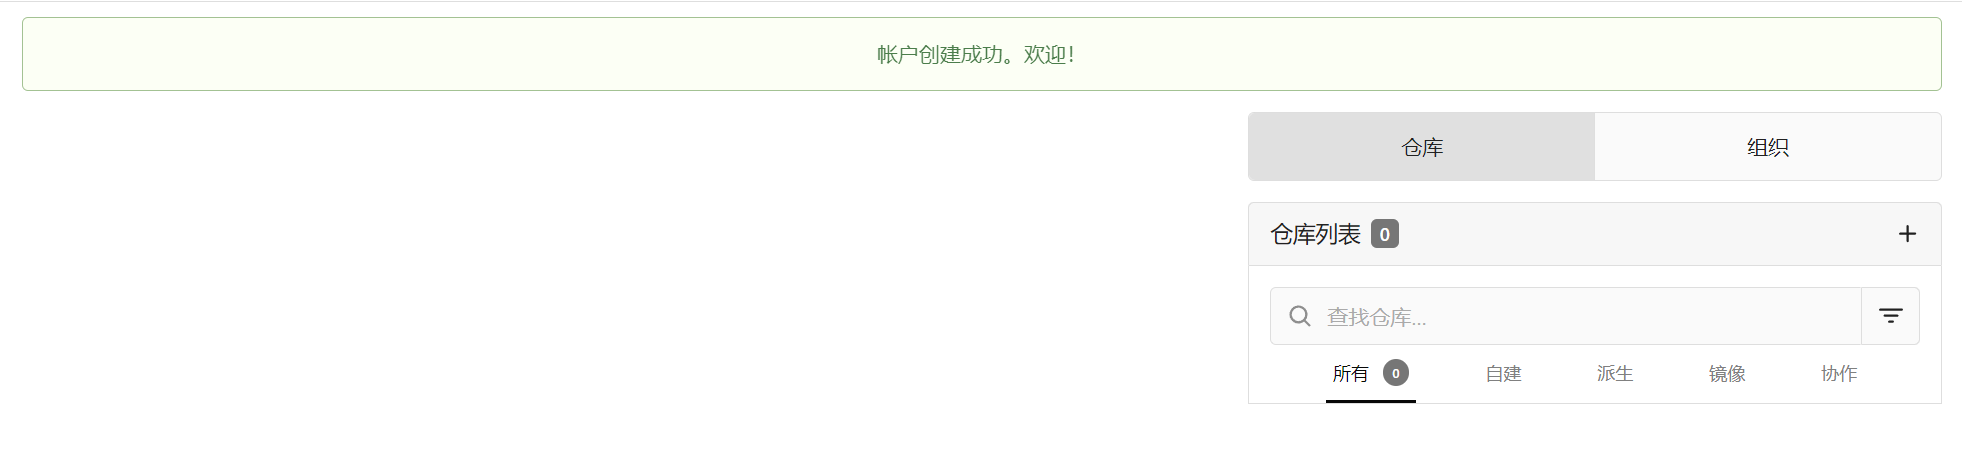 帐户创建成功。欢迎！
仓库 组织
仓库列表 0
查找仓库...
所有 0 自建 派生 镜像 协作